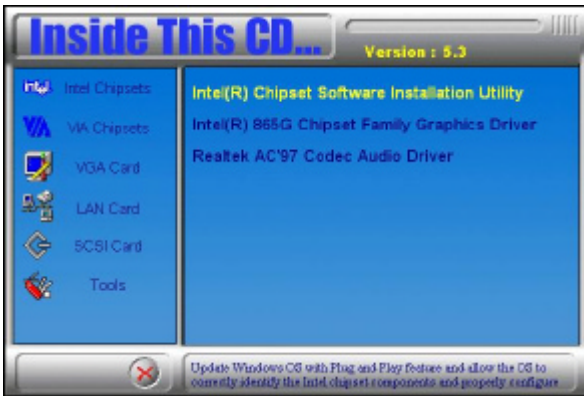 Inside This CD...
Version : 5.3
intel Intel Chipsets
VIA VIA Chipsets
VGA Card
LAN Card
SCSI Card
Tools
Intel(R) Chipset Software Installation Utility
Intel(R) 865G Chipset Family Graphics Driver
Realtek AC'97 Codec Audio Driver
Update Windows OS with Plug and Play feature and allow the OS to
correctly identify the Intel chipset components and properly configure